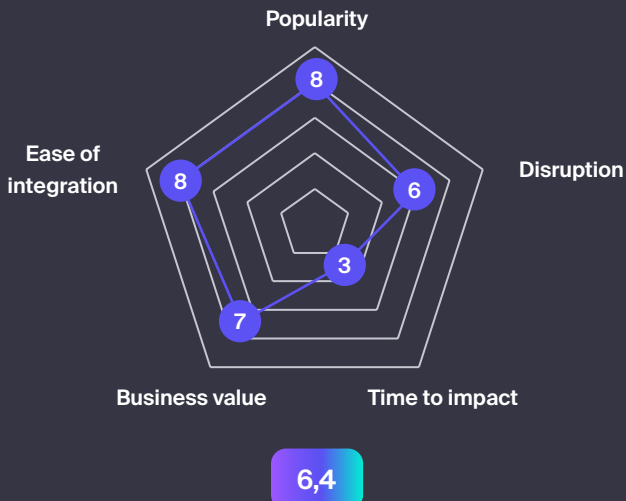 Popularity
8
Ease of
integration
8
Disruption
6
3
7
Business value
Time to impact
6,4